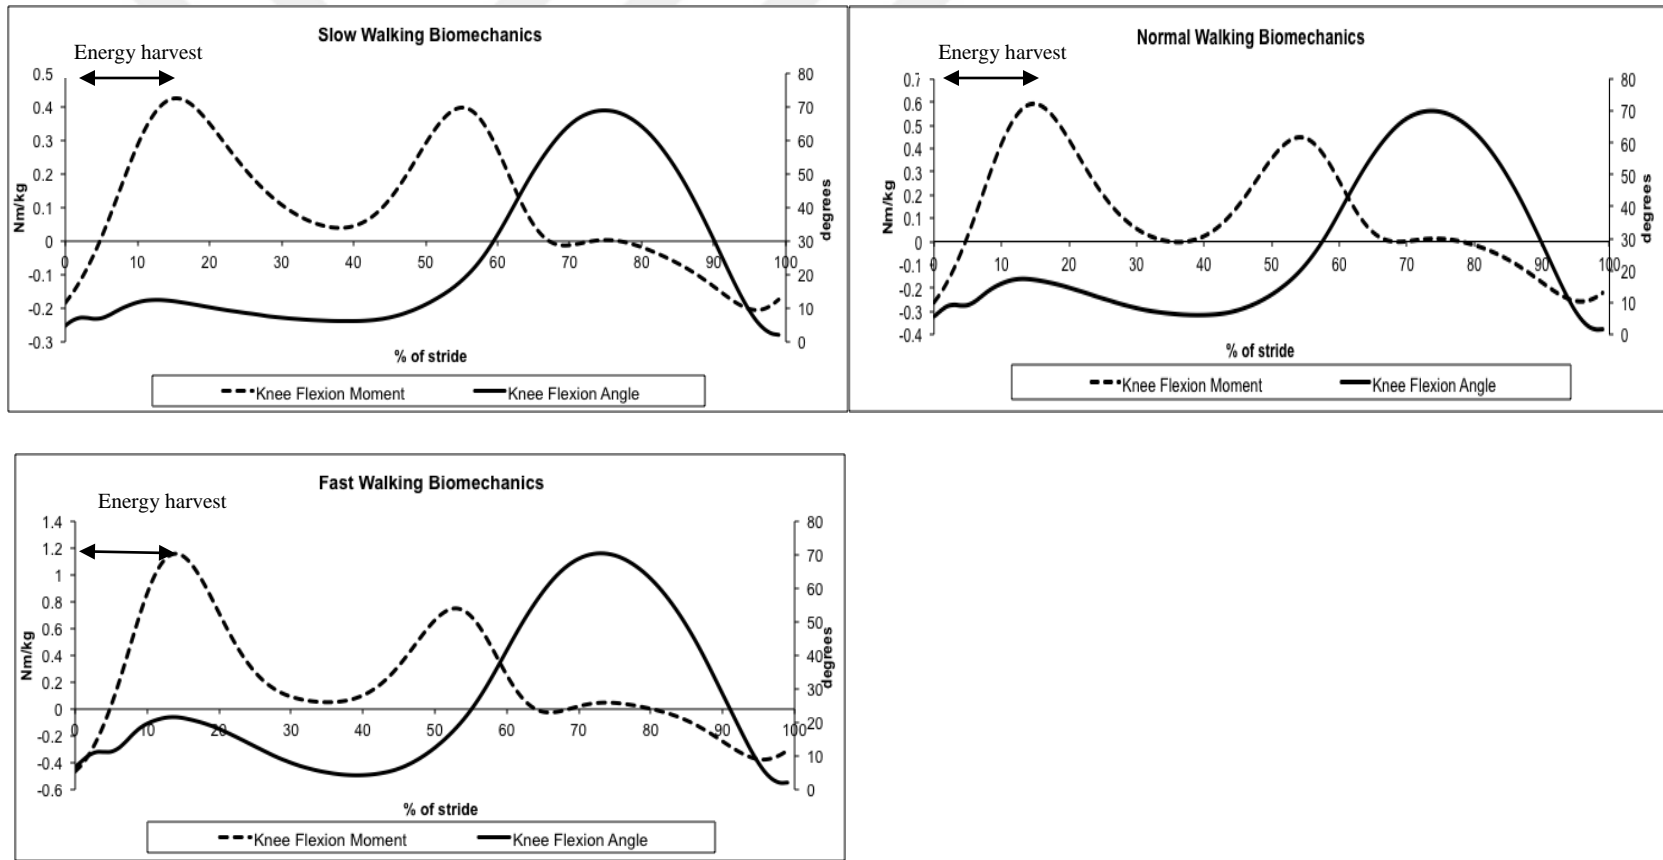 Slow Walking Biomechanics
Energy harvest
0.5
0.4
0.3
0.2
0.1
0
-0.1
-0.2
-0.3
Nm/kg
80
70
60
50
40
30
20
10
0
degrees
0 10 20 30 40 50 60 70 80 90 100
% of stride
Knee Flexion Moment Knee Flexion Angle
Normal Walking Biomechanics
Energy harvest
0.7
0.6
0.5
0.4
0.3
0.2
0.1
0
-0.1
-0.2
-0.3
-0.4
Nm/kg
80
70
60
50
40
30
20
10
0
degrees
0 10 20 30 40 50 60 70 80 90 100
% of stride
Knee Flexion Moment Knee Flexion Angle
Fast Walking Biomechanics
Energy harvest
1.4
1.2
1
0.8
0.6
0.4
0.2
0
-0.2
-0.4
-0.6
Nm/kg
80
70
60
50
40
30
20
10
0
degrees
0 10 20 30 40 50 60 70 80 90 100
% of stride
Knee Flexion Moment Knee Flexion Angle